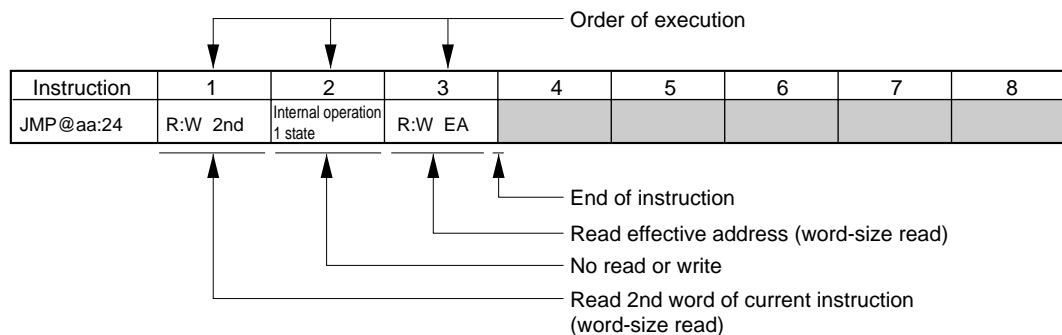 Order of execution
Instruction 1 2 3 4 5 6 7 8
JMP@aa:24 R:W 2nd Internal operation R:W EA
1 state
End of instruction
Read effective address (word-size read)
No read or write
Read 2nd word of current instruction
(word-size read)